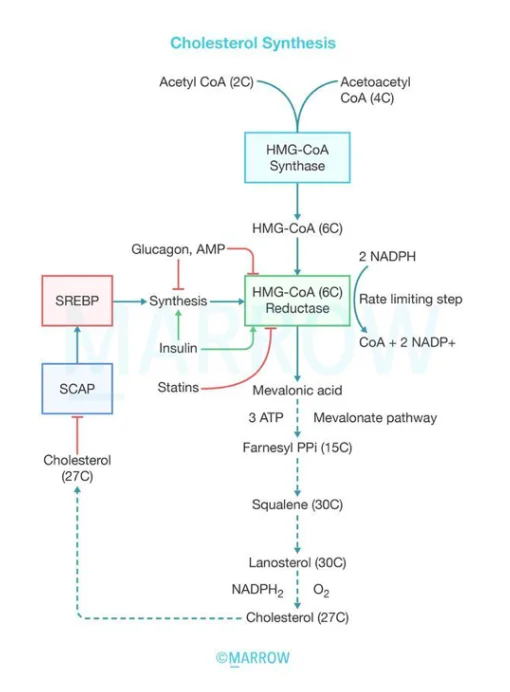 Cholesterol Synthesis
Acetyl CoA (2C)
Acetoacetyl
CoA (4C)
HMG-CoA
Synthase
HMG-CoA (6C)
Glucagon, AMP
2 NADPH
SREBP
Synthesis
HMG-CoA (6C)
Reductase
Rate limiting step
CoA + 2 NADP+
Insulin
Statins
SCAP
Mevalonic acid
3 ATP
Mevalonate pathway
Cholesterol
(27C)
Farnesyl PPi (15C)
Squalene (30C)
Lanosterol (30C)
NADPH₂
O₂
Cholesterol (27C)
MARROW
©MARROW